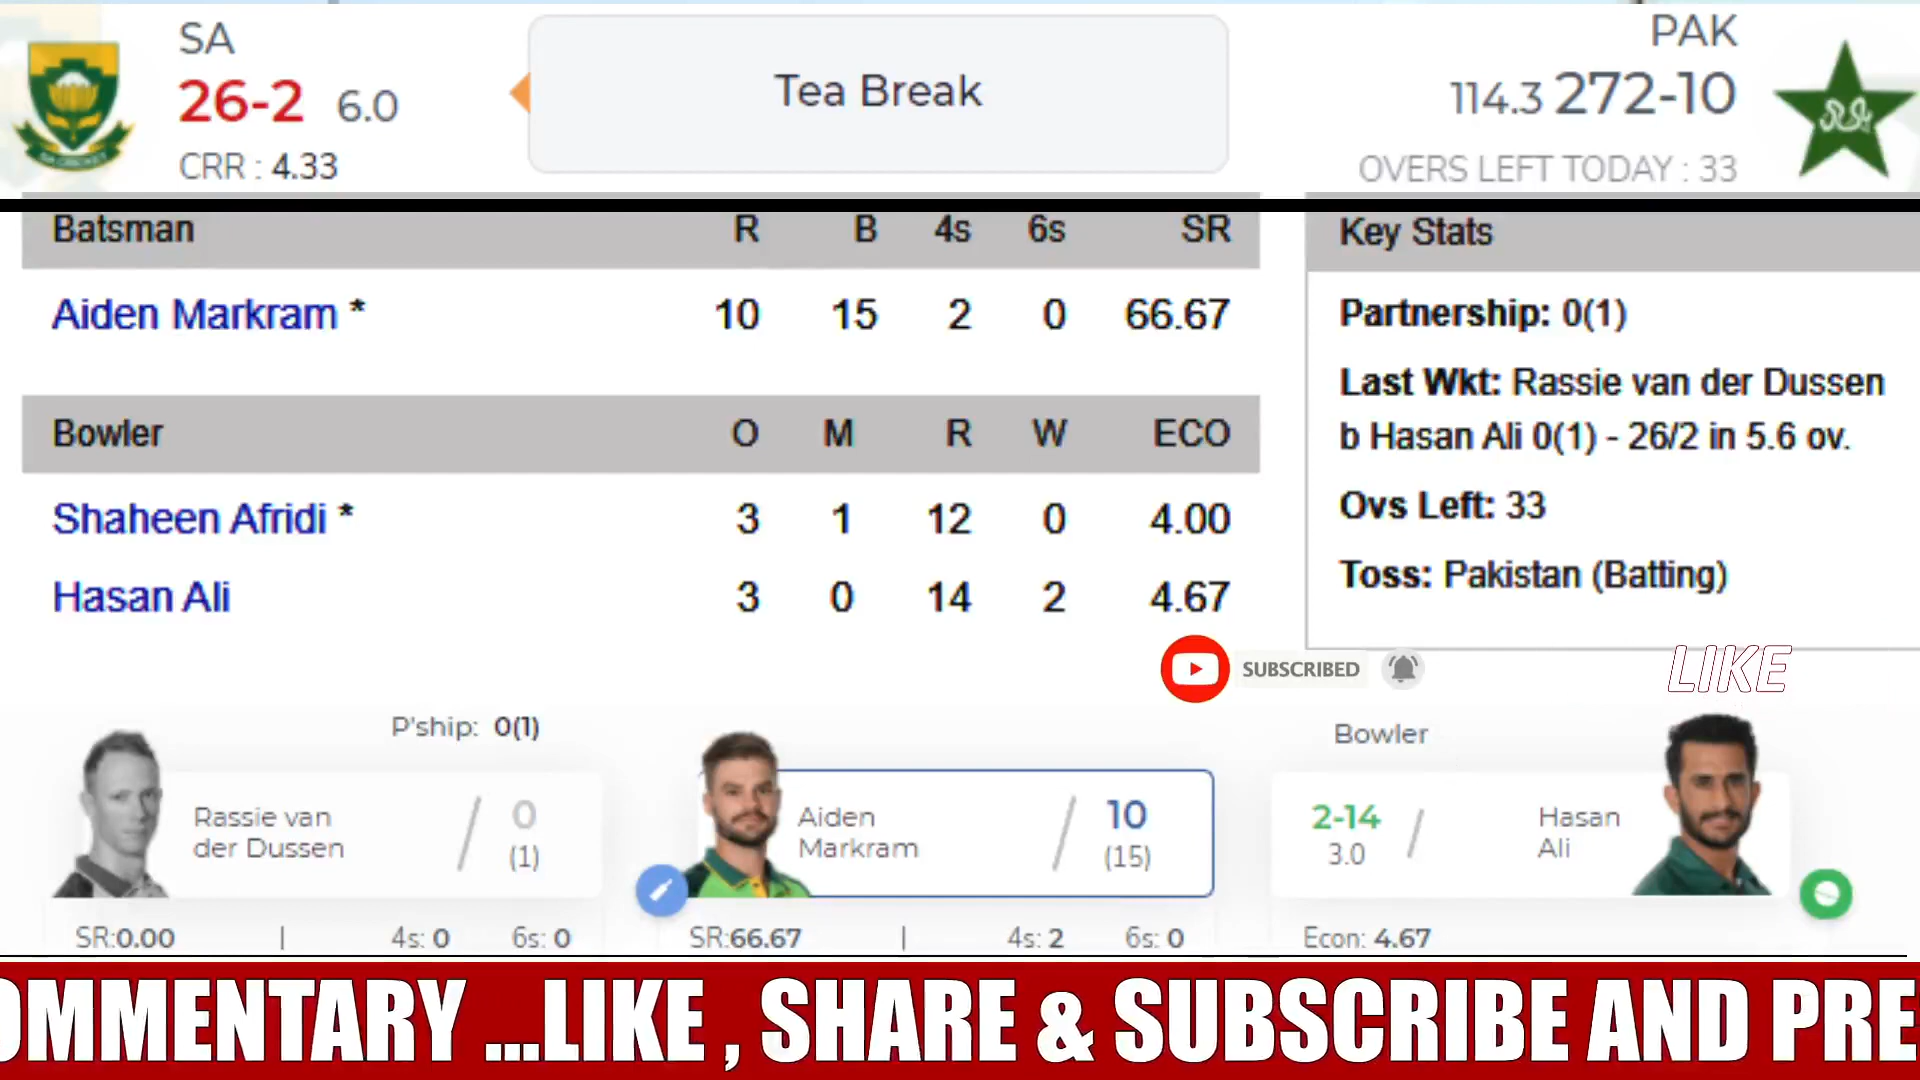 SA
26-2 6.0
CRR : 4.33
Tea Break
PAK
114.3 272-10
OVERS LEFT TODAY : 33
Batsman R B 4s 6s SR
Aiden Markram * 10 15 2 0 66.67
Bowler O M R W ECO
Shaheen Afridi * 3 1 12 0 4.00
Hasan Ali 3 0 14 2 4.67
Key Stats
Partnership: 0(1)
Last Wkt: Rassie van der Dussen
b Hasan Ali 0(1) - 26/2 in 5.6 ov.
Ovs Left: 33
Toss: Pakistan (Batting)
SUBSCRIBED
LIKE
P'ship: 0(1)
Rassie van
der Dussen
0
(1)
SR:0.00 | 4s: 0 6s: 0
Aiden
Markram
10
(15)
SR:66.67 | 4s: 2 6s: 0
Bowler
2-14
3.0
Hasan
Ali
Econ: 4.67
OMMENTARY ...LIKE , SHARE & SUBSCRIBE AND PRE